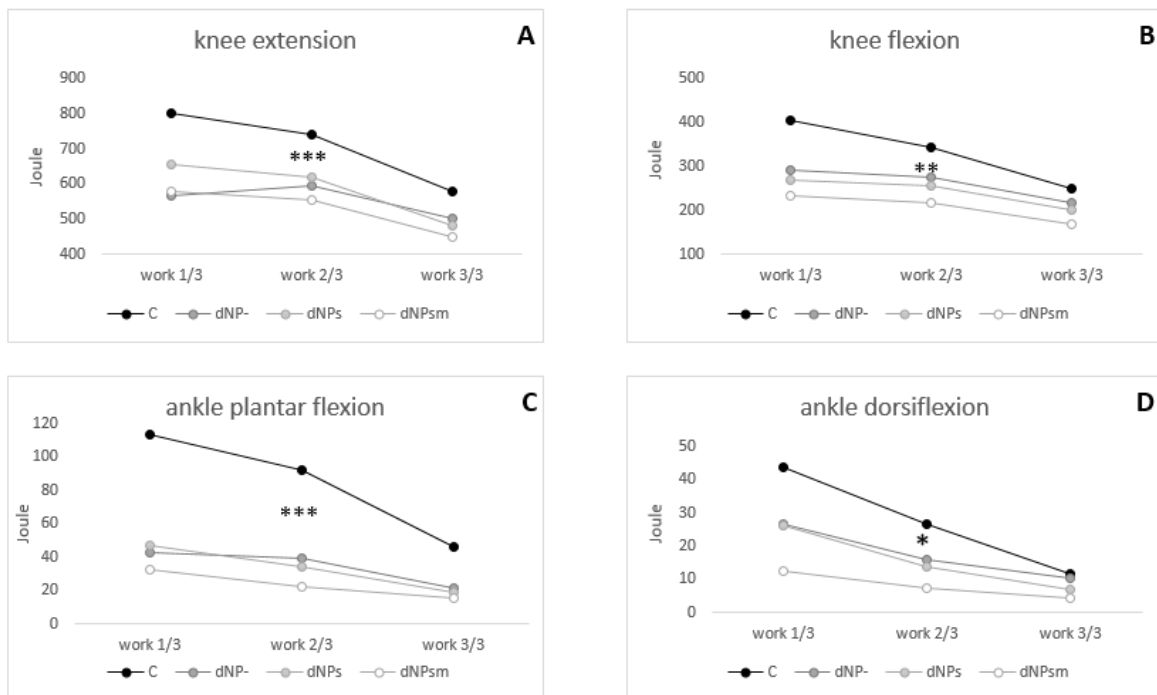 knee extension
A
900
800
700
600
500
400
Joule
***
work 1/3 work 2/3 work 3/3
C dNP- dNPs dNPsm
knee flexion
B
500
400
300
200
100
Joule
**
work 1/3 work 2/3 work 3/3
C dNP- dNPs dNPsm
ankle plantar flexion
C
120
100
80
60
40
20
0
Joule
***
work 1/3 work 2/3 work 3/3
C dNP- dNPs dNPsm
ankle dorsiflexion
D
50
40
30
20
10
0
Joule
*
work 1/3 work 2/3 work 3/3
C dNP- dNPs dNPsm